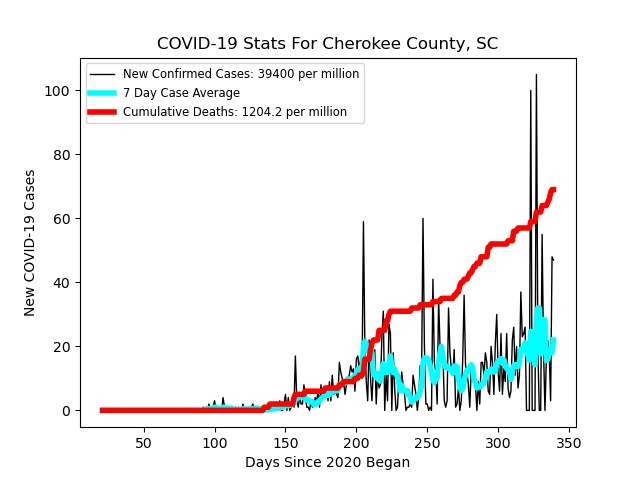 COVID-19 Stats For Cherokee County, SC
New Confirmed Cases: 39400 per million
7 Day Case Average
Cumulative Deaths: 1204.2 per million
New COVID-19 Cases
100
80
60
40
20
0
50
100
150
200
250
300
350
Days Since 2020 Began